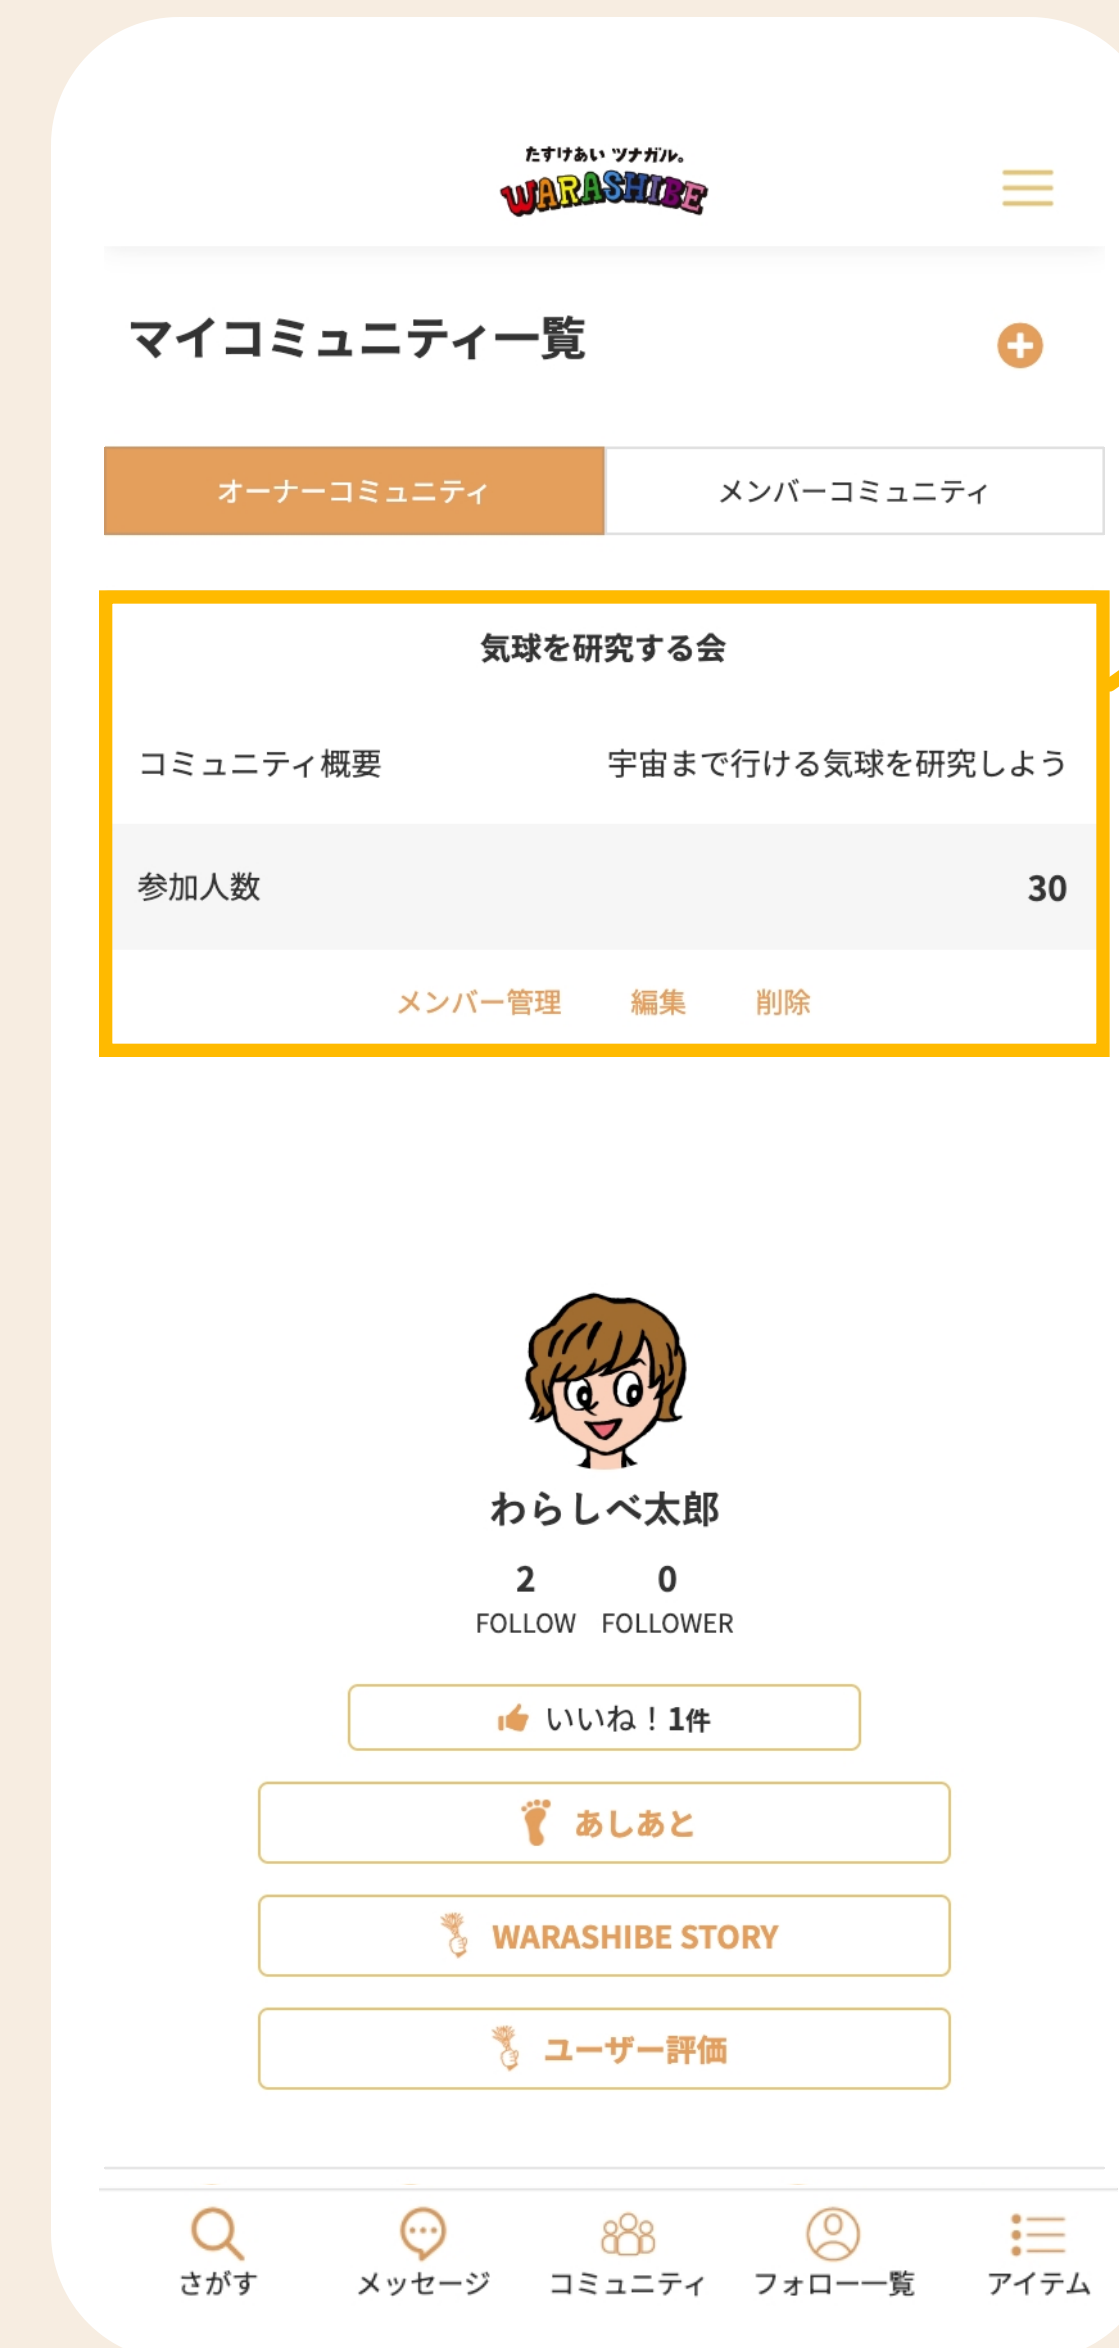 たすけあい ツナガル。
WARASHIBE
マイコミュニティ一覧
オーナーコミュニティ
メンバーコミュニティ
気球を研究する会
コミュニティ概要 宇宙まで行ける気球を研究しよう
参加人数 30
メンバー管理 編集 削除
わらしべ太郎
2 0
FOLLOW FOLLOWER
いいね！1件
あしあと
WARASHIBE STORY
ユーザー評価
さがす メッセージ コミュニティ フォロー一覧 アイテム